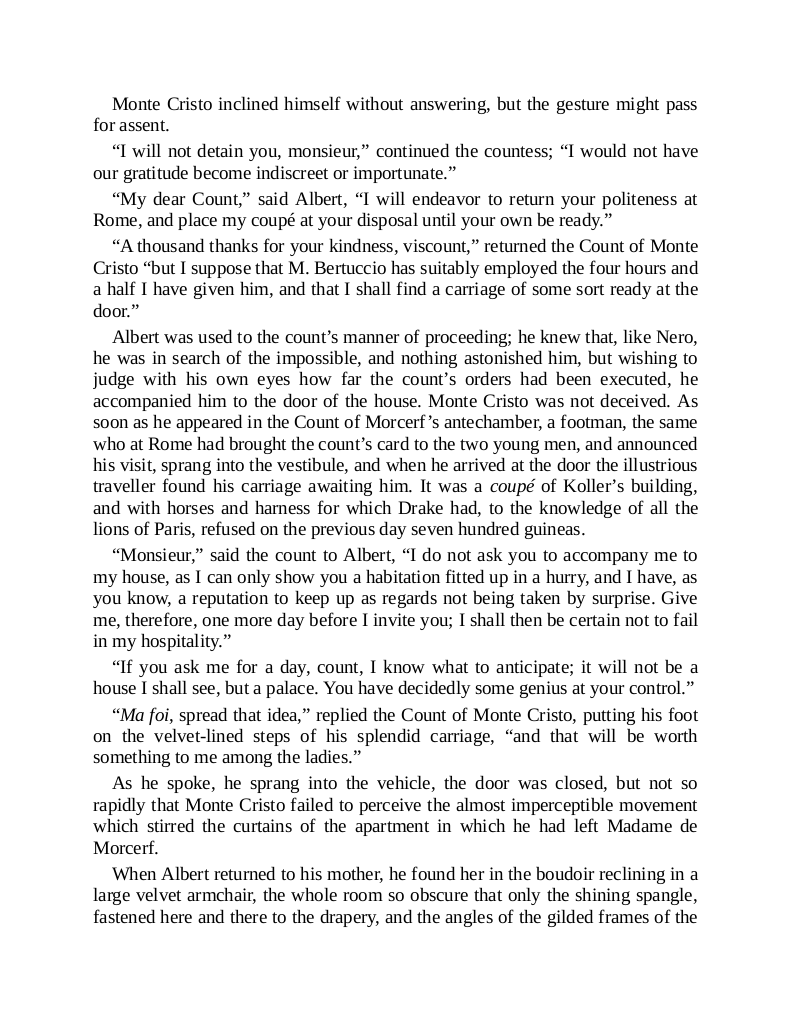 Monte Cristo inclined himself without answering, but the gesture might pass
for assent.
“I will not detain you, monsieur,” continued the countess; “I would not have
our gratitude become indiscreet or importunate.”
“My dear Count,” said Albert, “I will endeavor to return your politeness at
Rome, and place my coupé at your disposal until your own be ready.”
“A thousand thanks for your kindness, viscount,” returned the Count of Monte
Cristo “but I suppose that M. Bertuccio has suitably employed the four hours and
a half I have given him, and that I shall find a carriage of some sort ready at the
door.”
Albert was used to the count’s manner of proceeding; he knew that, like Nero,
he was in search of the impossible, and nothing astonished him, but wishing to
judge with his own eyes how far the count’s orders had been executed, he
accompanied him to the door of the house. Monte Cristo was not deceived. As
soon as he appeared in the Count of Morcerf’s antechamber, a footman, the same
who at Rome had brought the count’s card to the two young men, and announced
his visit, sprang into the vestibule, and when he arrived at the door the illustrious
traveller found his carriage awaiting him. It was a coupé of Koller’s building,
and with horses and harness for which Drake had, to the knowledge of all the
lions of Paris, refused on the previous day seven hundred guineas.
“Monsieur,” said the count to Albert, “I do not ask you to accompany me to
my house, as I can only show you a habitation fitted up in a hurry, and I have, as
you know, a reputation to keep up as regards not being taken by surprise. Give
me, therefore, one more day before I invite you; I shall then be certain not to fail
in my hospitality.”
“If you ask me for a day, count, I know what to anticipate; it will not be a
house I shall see, but a palace. You have decidedly some genius at your control.”
“Ma foi, spread that idea,” replied the Count of Monte Cristo, putting his foot
on the velvet-lined steps of his splendid carriage, “and that will be worth
something to me among the ladies.”
As he spoke, he sprang into the vehicle, the door was closed, but not so
rapidly that Monte Cristo failed to perceive the almost imperceptible movement
which stirred the curtains of the apartment in which he had left Madame de
Morcerf.
When Albert returned to his mother, he found her in the boudoir reclining in a
large velvet armchair, the whole room so obscure that only the shining spangle,
fastened here and there to the drapery, and the angles of the gilded frames of the